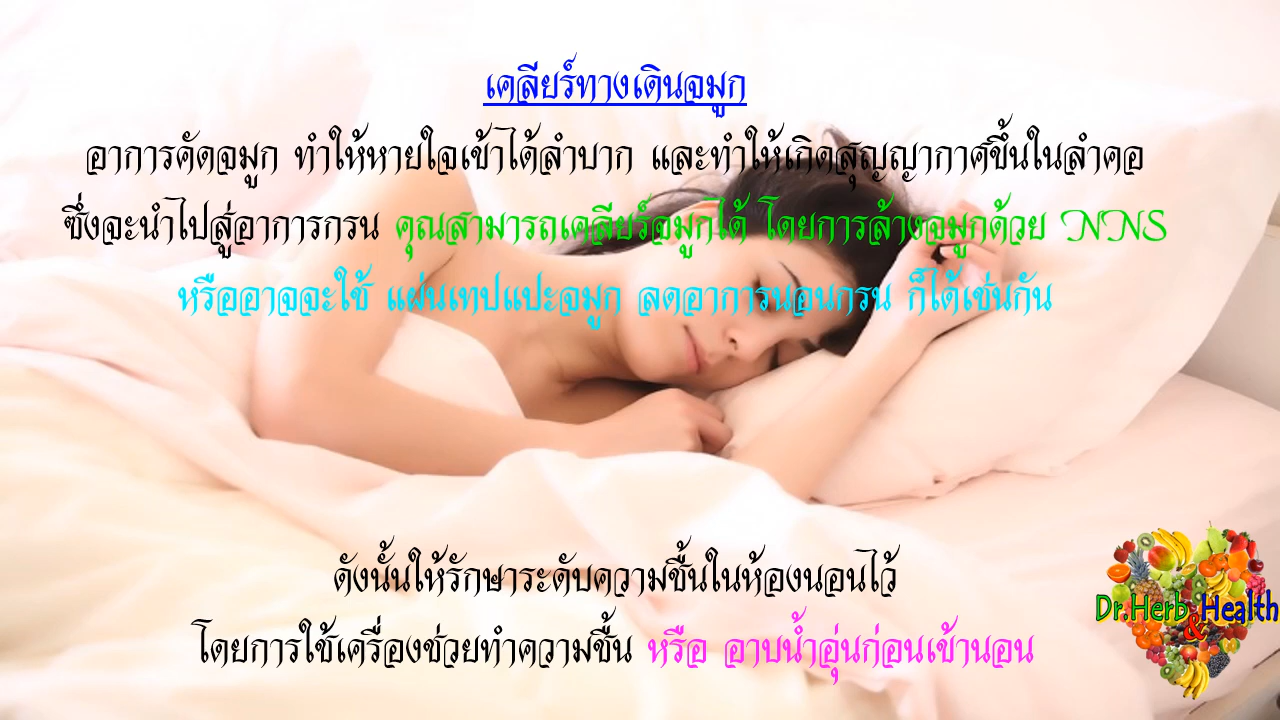 เคลียร์ทางเดินจมูก
อาการคัดจมูก ทำให้หายใจเข้าได้ลำบาก และทำให้เกิดสุญญากาศขึ้นในลำคอ
ซึ่งจะนำไปสู่อาการกรน คุณสามารถเคลียร์จมูกได้ โดยการล้างจมูกด้วย NNS
หรืออาจจะใช้ แผ่นเทปแปะจมูก ลดอาการนอนกรน ก็ได้เช่นกัน
ดังนั้นให้รักษาระดับความชื้นในห้องนอนไว้
โดยการใช้เครื่องช่วยทำความชื้น หรือ อาบน้ำอุ่นก่อนเข้านอน
Dr.Herb & Health